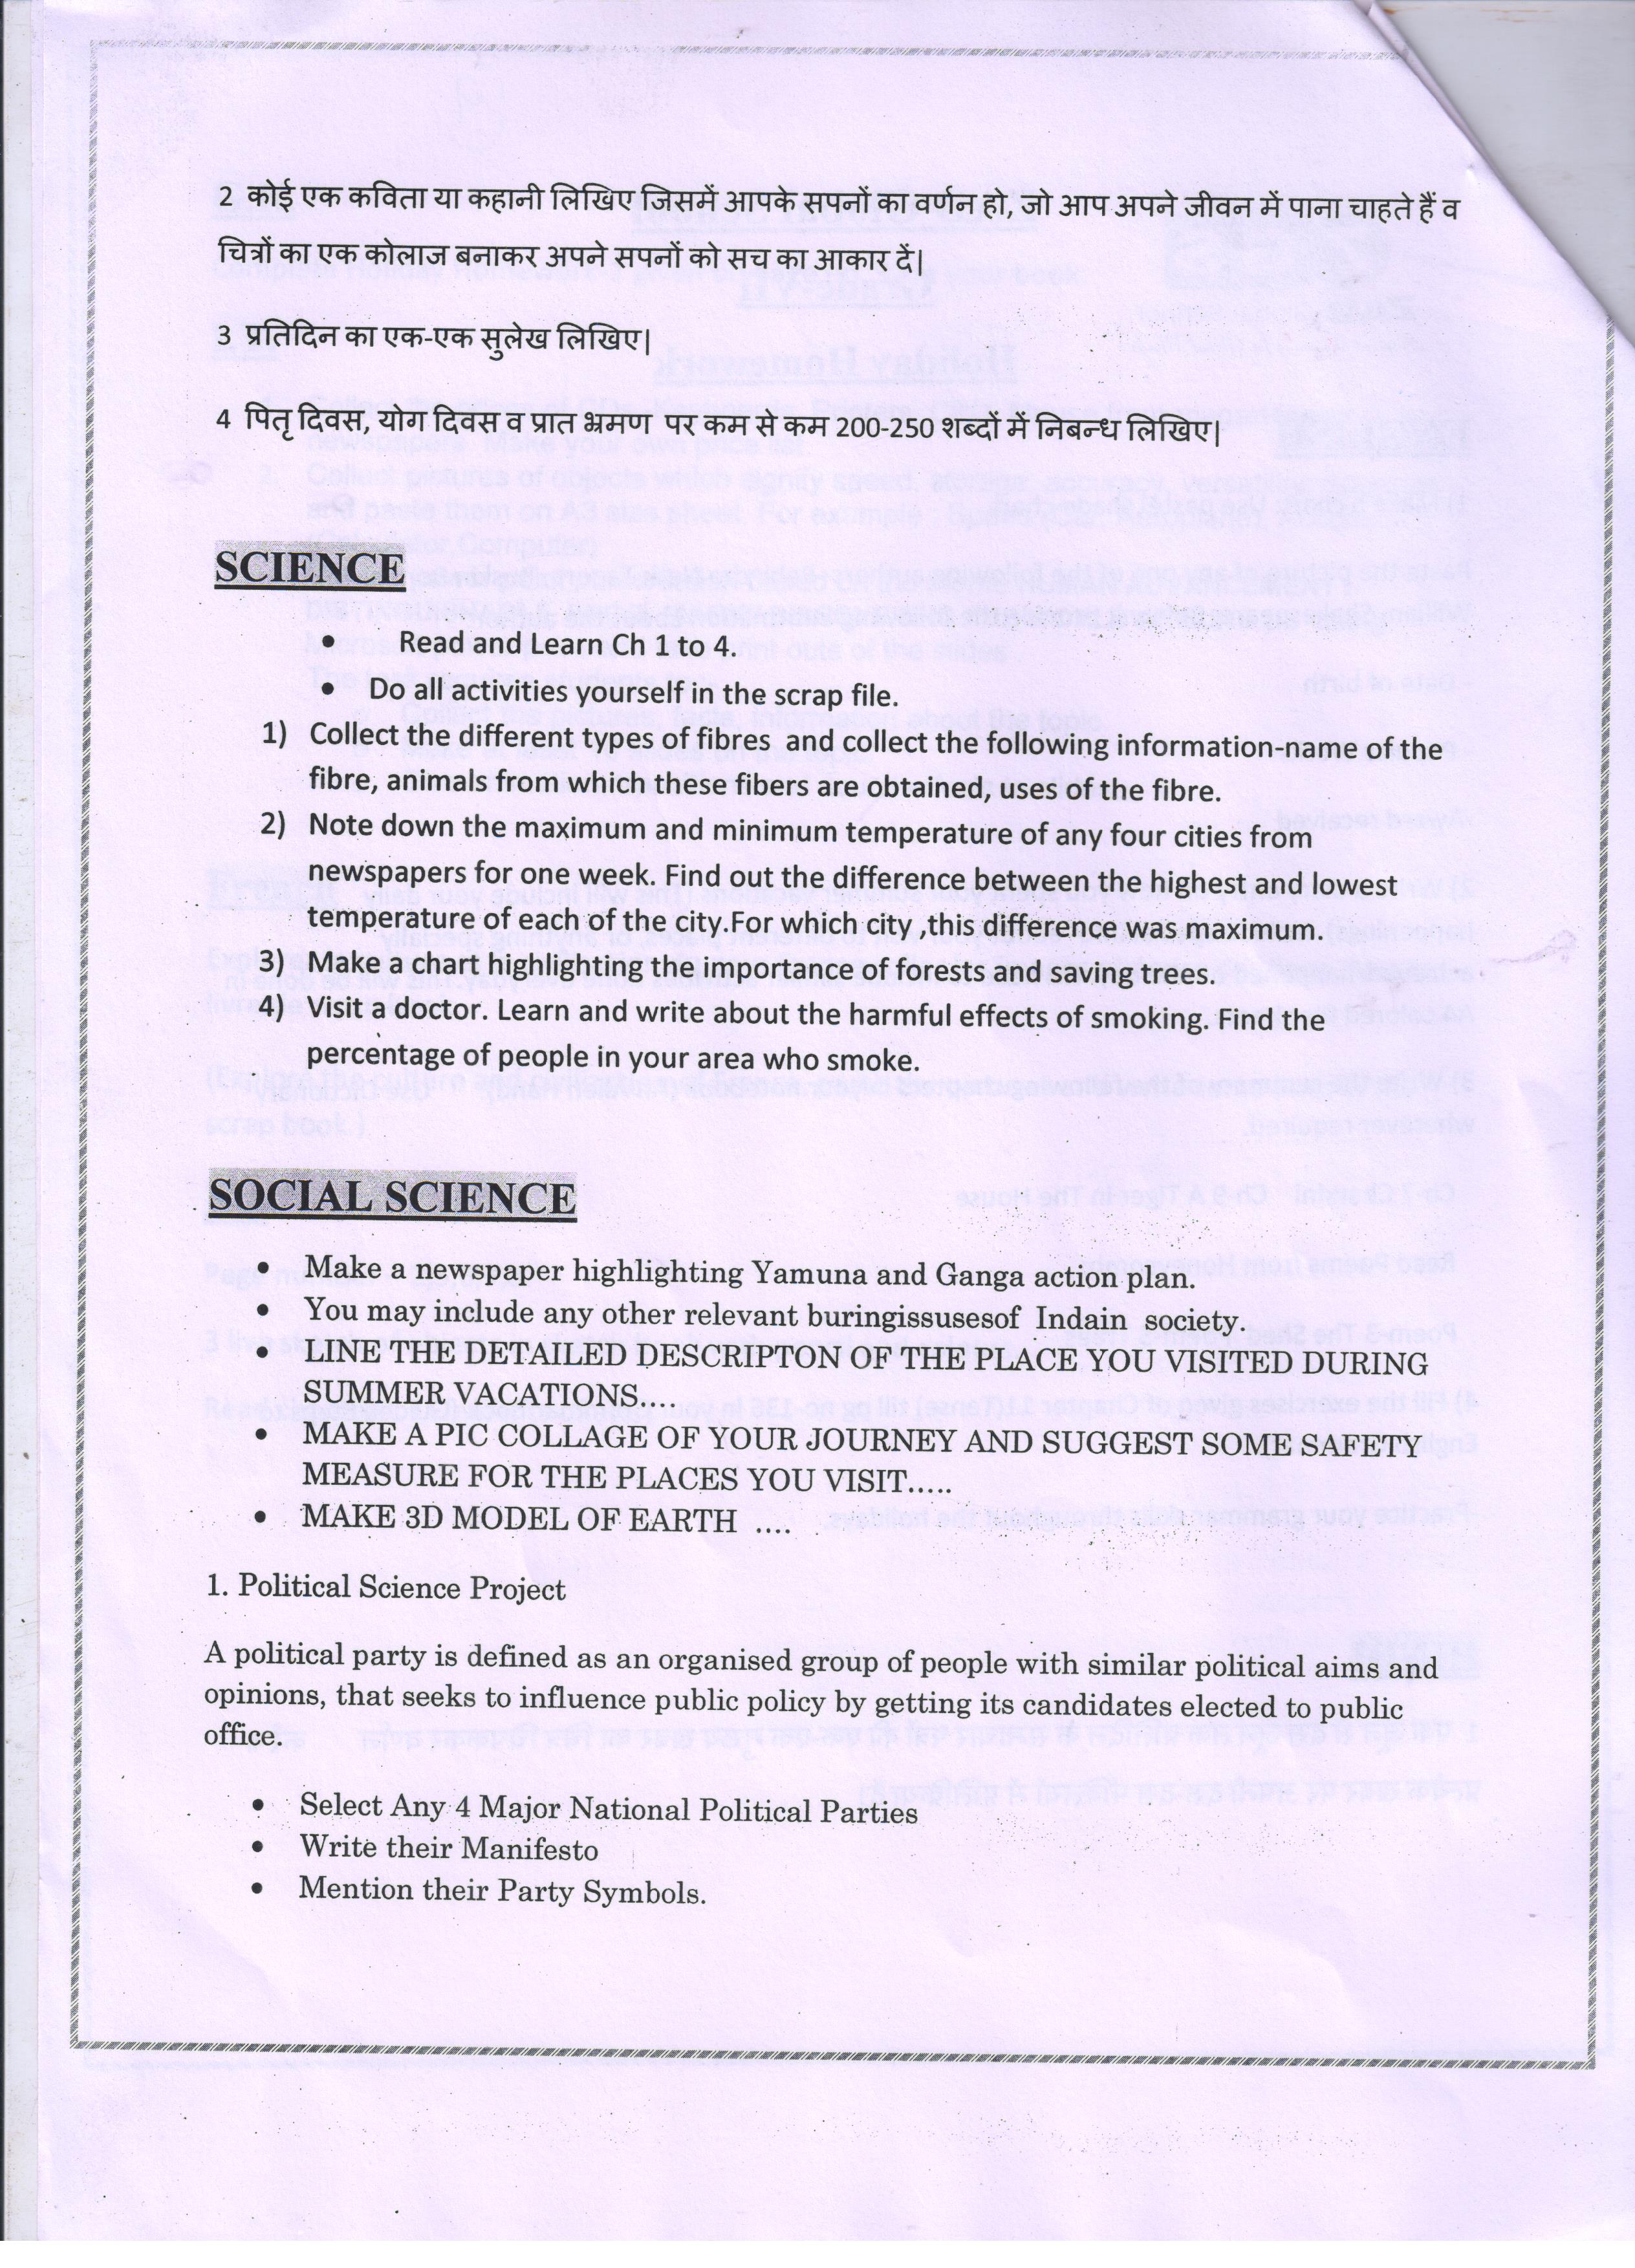 2 कोई एक कविता या कहानी लिखिए जिसमें आपके सपनों का वर्णन हो, जो आप अपने जीवन में पाना चाहते हैं व
चित्रों का एक कोलाज बनाकर अपने सपनों को सच का आकार दें|
3 प्रतिदिन का एक-एक सुलेख लिखिए|
4 पितृ दिवस, योग दिवस व प्रात भ्रमण पर कम से कम 200-250 शब्दों में निबन्ध लिखिए|
SCIENCE
• Read and Learn Ch 1 to 4.
• Do all activities yourself in the scrap file.
1) Collect the different types of fibres and collect the following information-name of the
fibre, animals from which these fibers are obtained, uses of the fibre.
2) Note down the maximum and minimum temperature of any four cities from
newspapers for one week. Find out the difference between the highest and lowest
temperature of each of the city.For which city ,this difference was maximum.
3) Make a chart highlighting the importance of forests and saving trees.
4) Visit a doctor. Learn and write about the harmful effects of smoking. Find the
percentage of people in your area who smoke.
SOCIAL SCIENCE
• Make a newspaper highlighting Yamuna and Ganga action plan.
• You may include any other relevant buringissusesof Indain society.
• LINE THE DETAILED DESCRIPTON OF THE PLACE YOU VISITED DURING
SUMMER VACATIONS.....
• MAKE A PIC COLLAGE OF YOUR JOURNEY AND SUGGEST SOME SAFETY
MEASURE FOR THE PLACES YOU VISIT.....
• MAKE 3D MODEL OF EARTH ....
1. Political Science Project
A political party is defined as an organised group of people with similar political aims and
opinions, that seeks to influence public policy by getting its candidates elected to public
office.
• Select Any 4 Major National Political Parties
• Write their Manifesto
• Mention their Party Symbols.